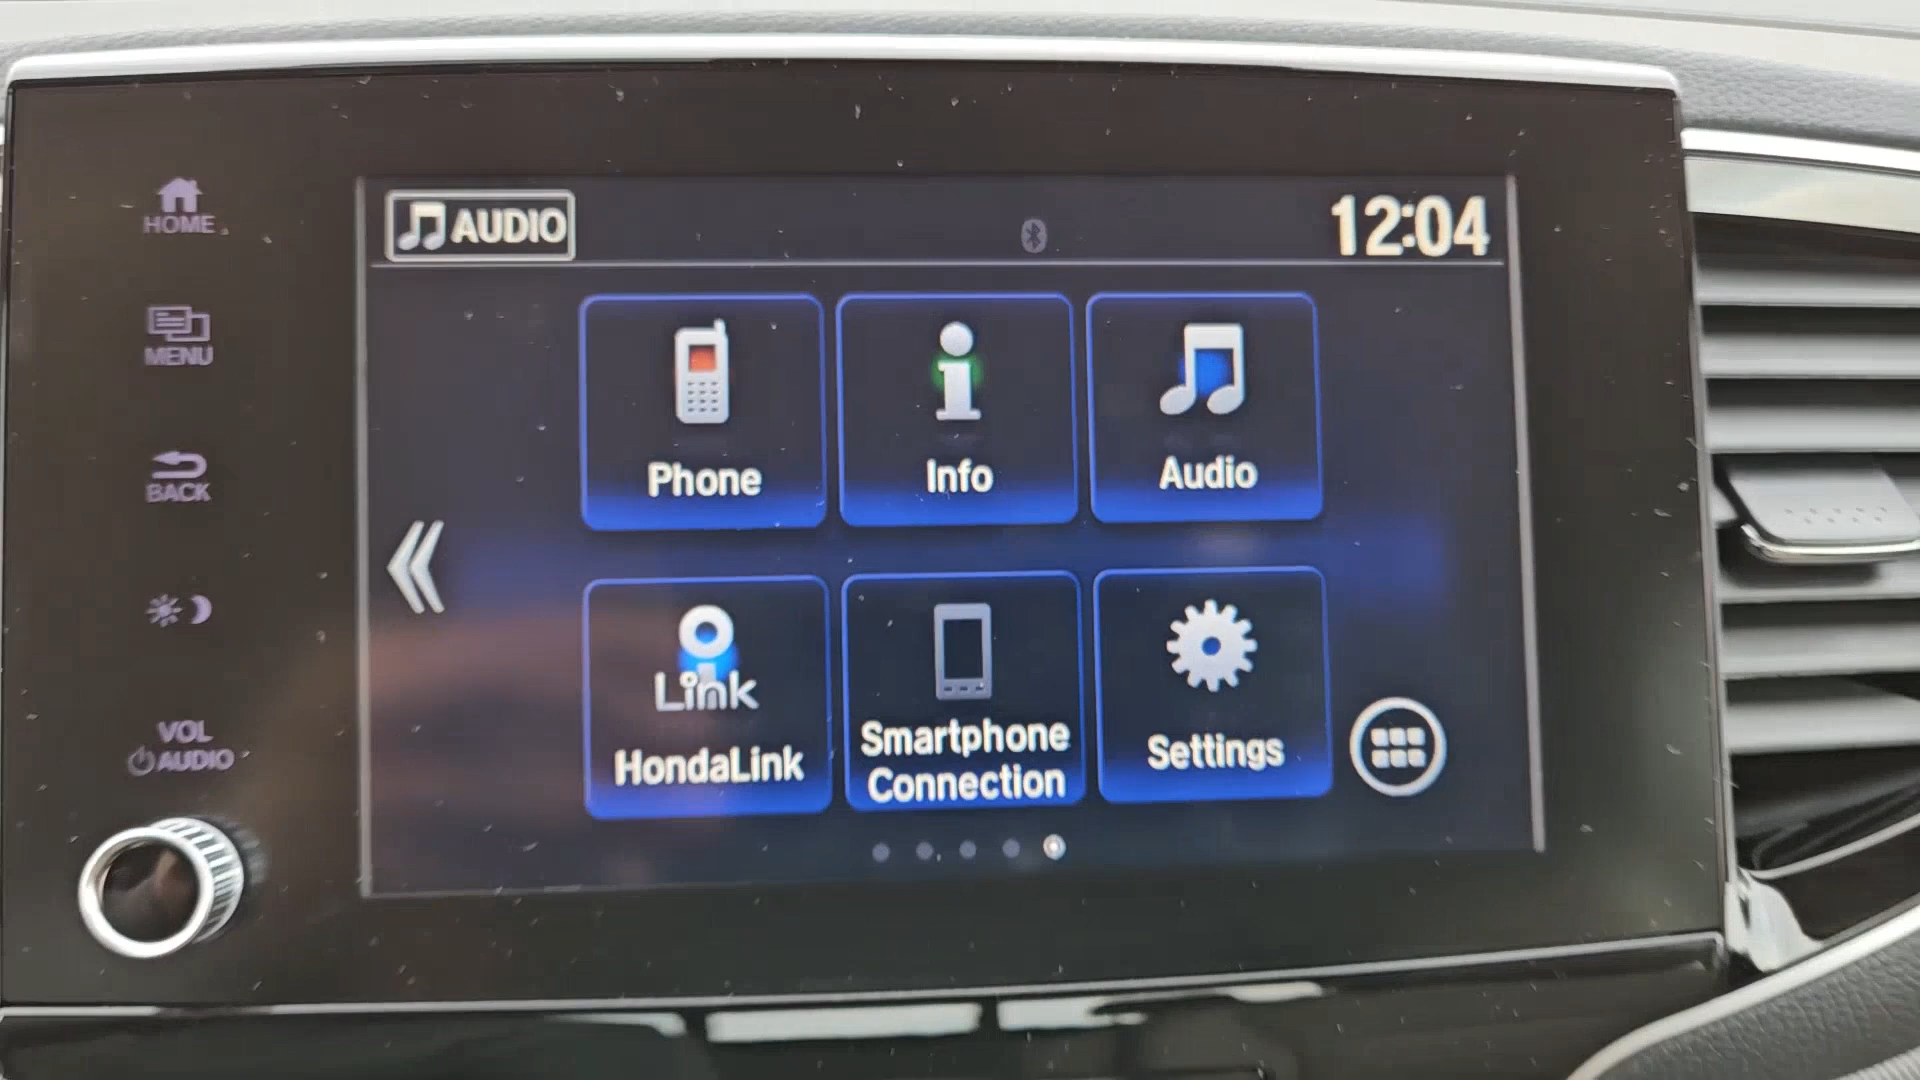 HOME
MENU
BACK
VOL
AUDIO
AUDIO
12:04
Phone
Info
Audio
Link
HondaLink
Smartphone
Connection
Settings